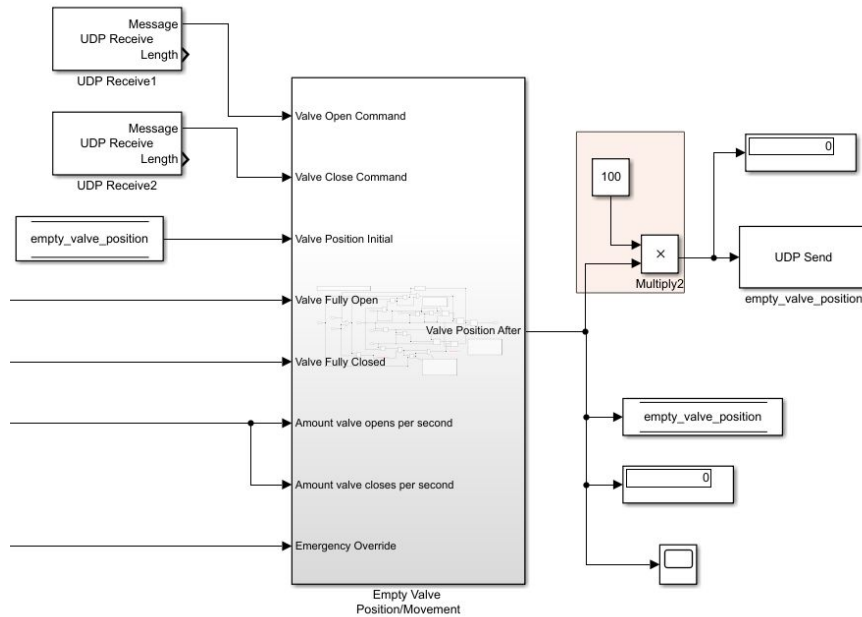 Message
UDP Receive
Length
UDP Receive1
Message
UDP Receive
Length
UDP Receive2
empty_valve_position
Valve Open Command
Valve Close Command
Valve Position Initial
Valve Fully Open
Valve Position After
Valve Fully Closed
Amount valve opens per second
Amount valve closes per second
Emergency Override
Empty Valve
Position/Movement
100
×
Multiply2
0
UDP Send
empty_valve_position
empty_valve_position
0